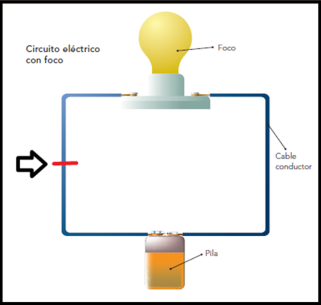 Circuito eléctrico
con foco
Foco
Cable
conductor
Pila